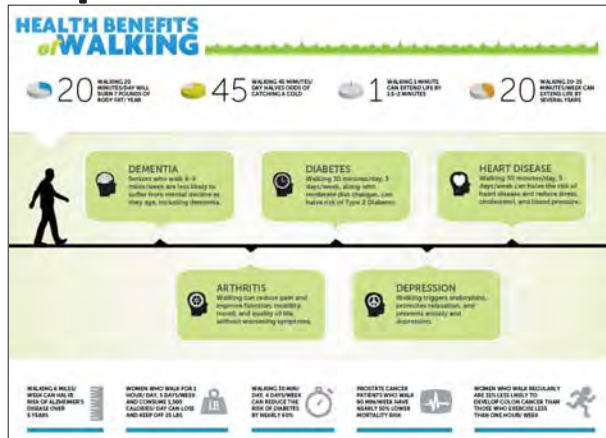 HEALTH BENEFITS
of WALKING
20
WALKING 20
MINUTES/DAY WILL
BURN 7 POUNDS OF
BODY FAT/ YEAR
45
WALKING 45 MINUTES/
DAY HALVES ODDS OF
CATCHING A COLD
1
WALKING 1 MINUTE
CAN EXTEND LIFE BY
1.5-2 MINUTES
20
WALKING 20-25
MINUTES/WEEK CAN
EXTEND LIFE BY
SEVERAL YEARS
DEMENTIA
Seniors who walk 6-9
miles/week are less likely to
suffer from mental decline as
they age, including dementia.
DIABETES
Walking 30 minutes/day, 5
days/week, along with
moderate diet changes, can
halve risk of Type 2 Diabetes.
HEART DISEASE
Walking 30 minutes/day, 5
days/week can halve the risk of
heart disease and reduce stress,
cholesterol, and blood pressure.
ARTHRITIS
Walking can reduce pain and
improve function, mobility,
mood, and quality of life,
without worsening symptoms.
DEPRESSION
Walking triggers endorphins,
promotes relaxation, and
prevents anxiety and
depression.
WALKING 6 MILES/
WEEK CAN HALVE
RISK OF ALZHEIMER'S
DISEASE OVER
5 YEARS
WOMEN WHO WALK FOR 1
HOUR/ DAY, 5 DAYS/WEEK
AND CONSUME 1,500
CALORIES/ DAY CAN LOSE
AND KEEP OFF 25 LBS
LB
WALKING 30 MIN/
DAY, 4 DAYS/WEEK
CAN REDUCE THE
RISK OF DIABETES
BY NEARLY 60%
PROSTATE CANCER
PATIENTS WHO WALK
90 MIN/WEEK HAVE
NEARLY 50% LOWER
MORTALITY RISK
WOMEN WHO WALK REGULARLY
ARE 31% LESS LIKELY TO
DEVELOP COLON CANCER THAN
THOSE WHO EXERCISE LESS
THAN ONE HOUR/ WEEK